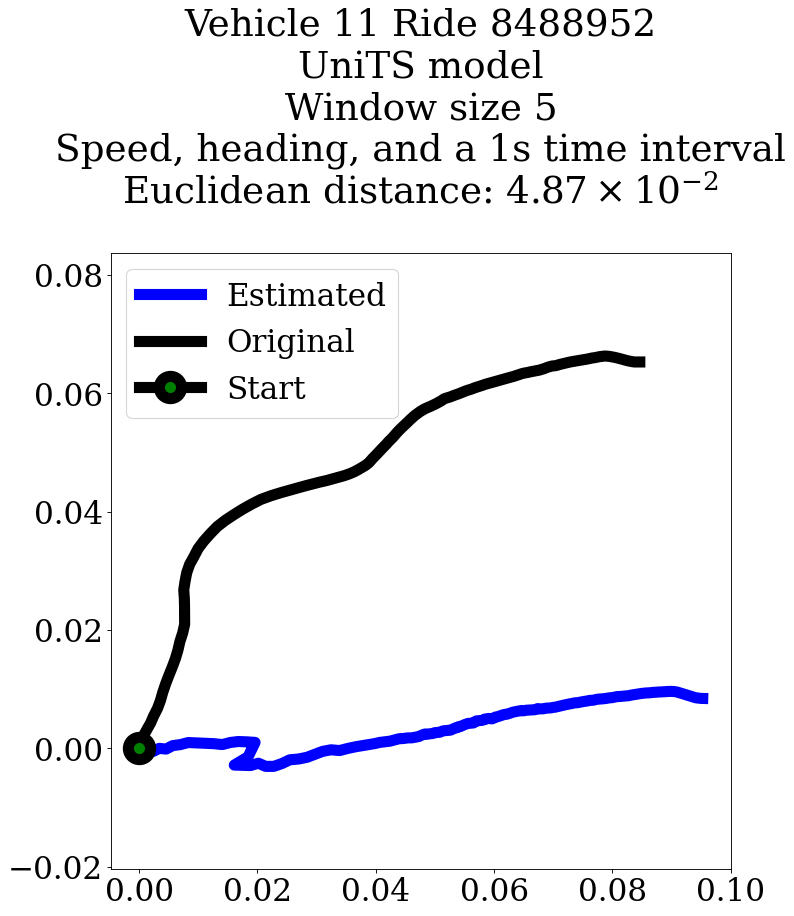 Vehicle 11 Ride 8488952
UniTS model
Window size 5
Speed, heading, and a 1s time interval
Euclidean distance: 4.87 × 10⁻²
Estimated
Original
Start
0.08
0.06
0.04
0.02
0.00
−0.02
0.00 0.02 0.04 0.06 0.08 0.10